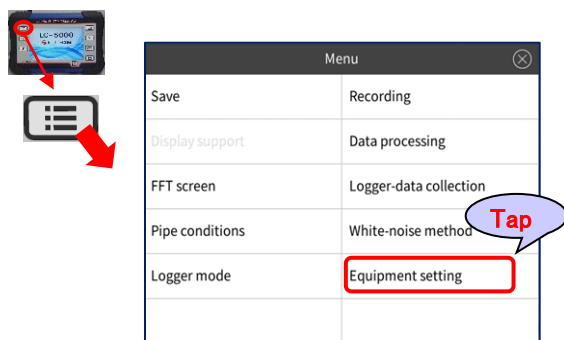 LC-5000
Menu
Save
Recording
Display support
Data processing
FFT screen
Logger-data collection
Pipe conditions
White-noise method
Tap
Logger mode
Equipment setting